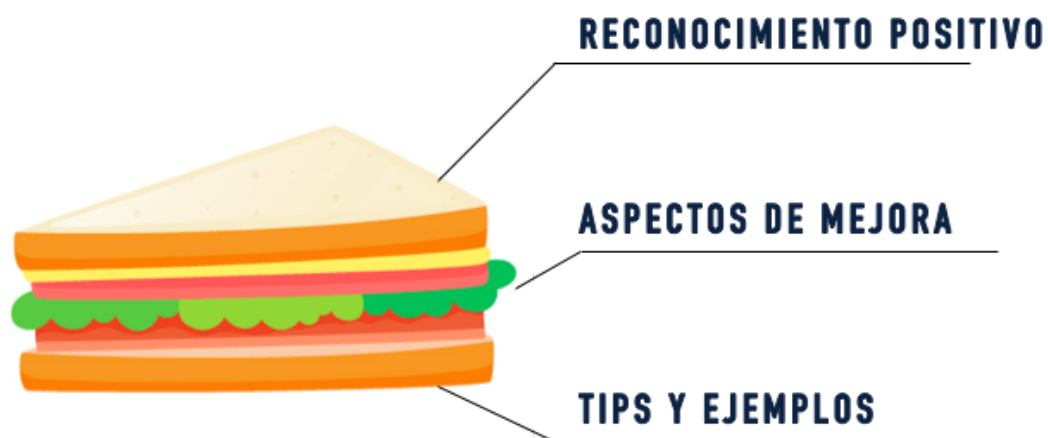 RECONOCIMIENTO POSITIVO
ASPECTOS DE MEJORA
TIPS Y EJEMPLOS